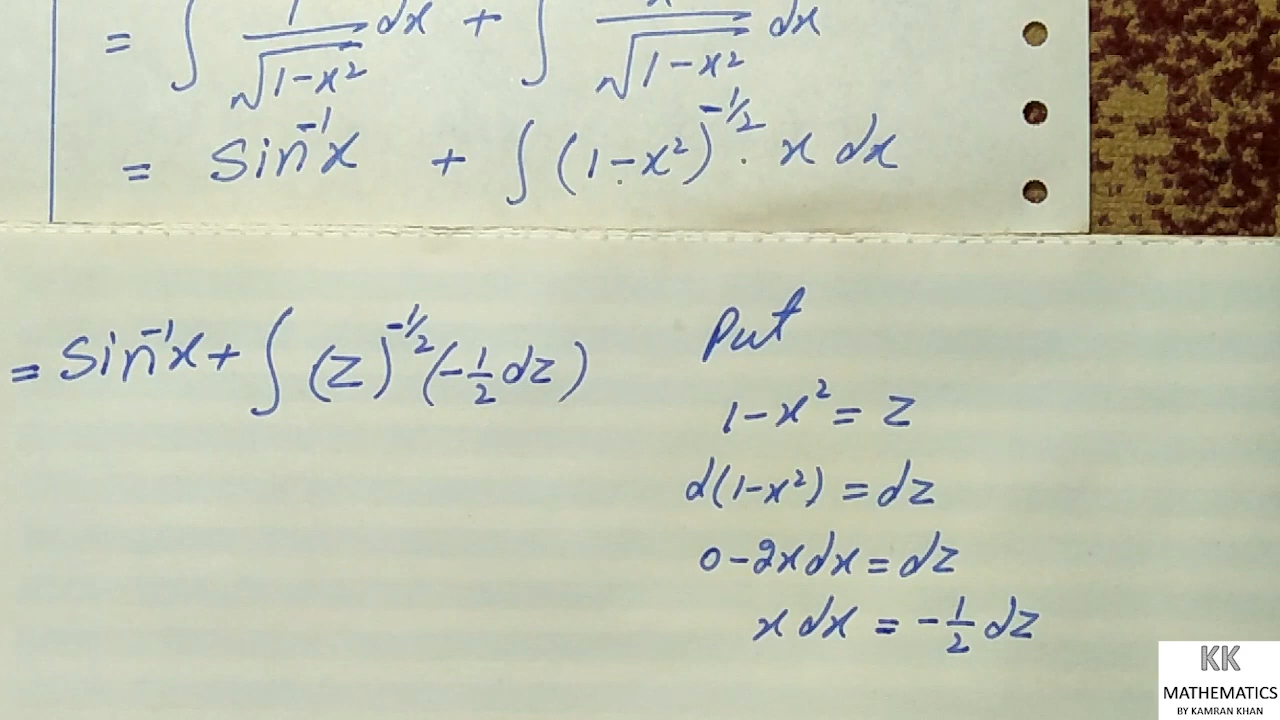 = ∫ 1/√(1-x²) dx + ∫ x/√(1-x²) dx
= Sin⁻¹x + ∫ (1-x²)^(-1/2) . x dx
= Sin⁻¹x + ∫ (z)^(-1/2) (-1/2 dz)
Put
1-x² = z
d(1-x²) = dz
0-2x dx = dz
x dx = -1/2 dz
KK
MATHEMATICS
BY KAMRAN KHAN